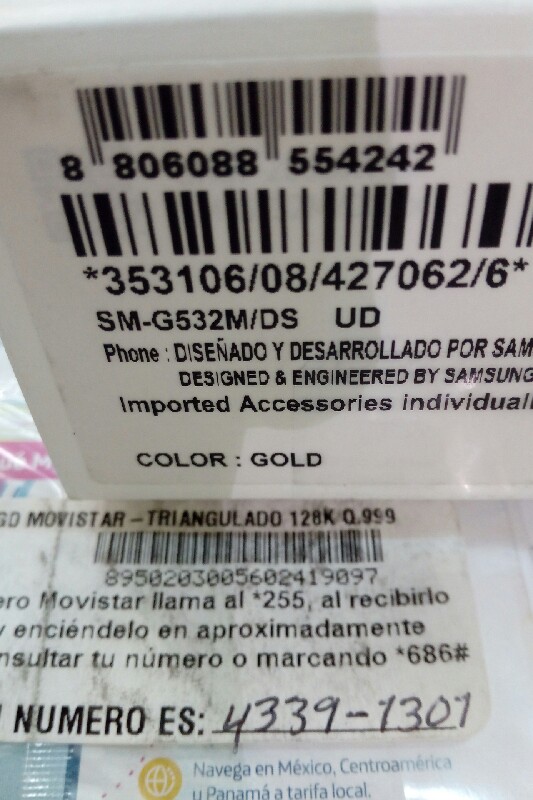 8 806088 554242
*353106/08/427062/6*
SM-G532M/DS UD
Phone : DISEÑADO Y DESARROLLADO POR SAM
DESIGNED & ENGINEERED BY SAMSUNG
Imported Accessories individuall
COLOR : GOLD
GD MOVISTAR - TRIANGULADO 128K Q.999
8950203005602419097
ero Movistar llama al *255, al recibirlo
y enciéndelo en aproximadamente
nsultar tu número o marcando *686#
NUMERO ES: 4339-1301
Navega en México, Centroamérica
u Panamá a tarifa local.